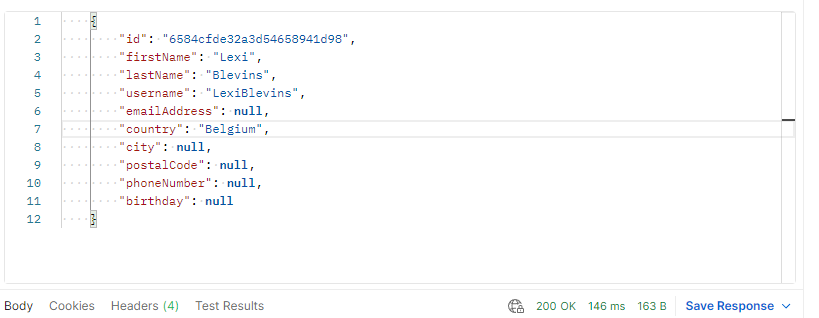 1 {
2 "id": "6584cfde32a3d54658941d98",
3 "firstName": "Lexi",
4 "lastName": "Blevins",
5 "username": "LexiBlevins",
6 "emailAddress": null,
7 "country": "Belgium",
8 "city": null,
9 "postalCode": null,
10 "phoneNumber": null,
11 "birthday": null
12 }
Body Cookies Headers (4) Test Results 200 OK 146 ms 163 B Save Response